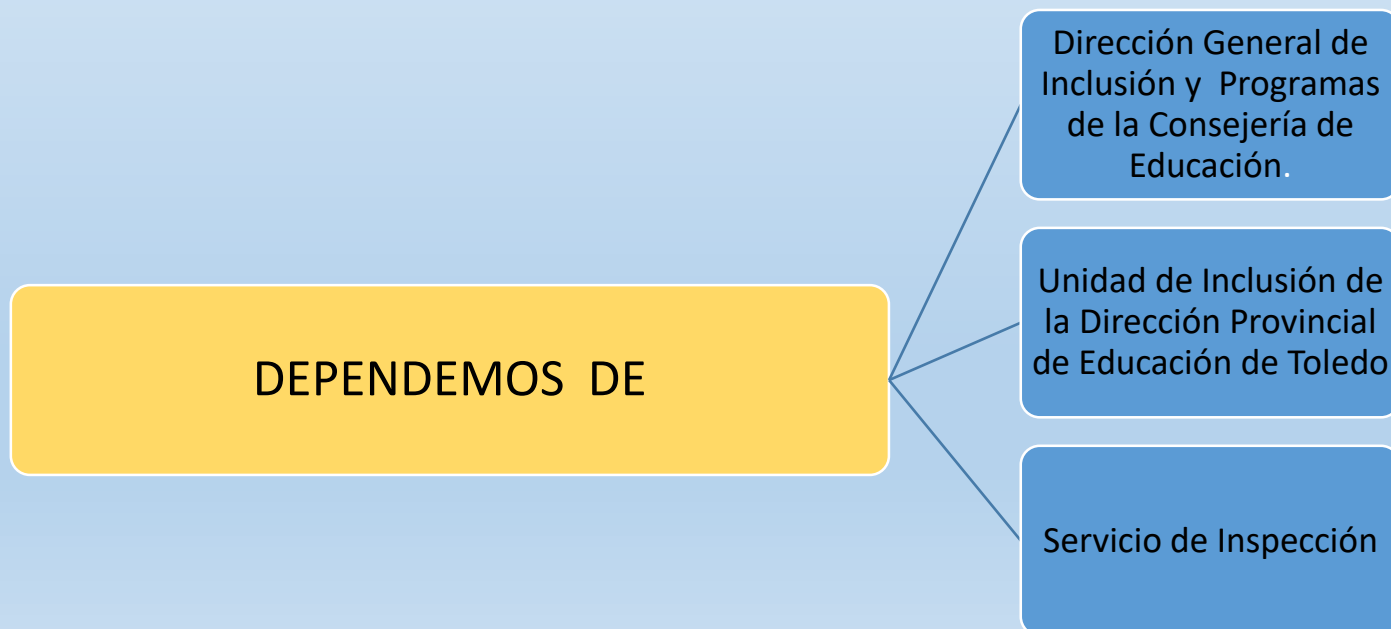 DEPENDEMOS DE
Dirección General de
Inclusión y Programas
de la Consejería de
Educación.
Unidad de Inclusión de
la Dirección Provincial
de Educación de Toledo
Servicio de Inspección